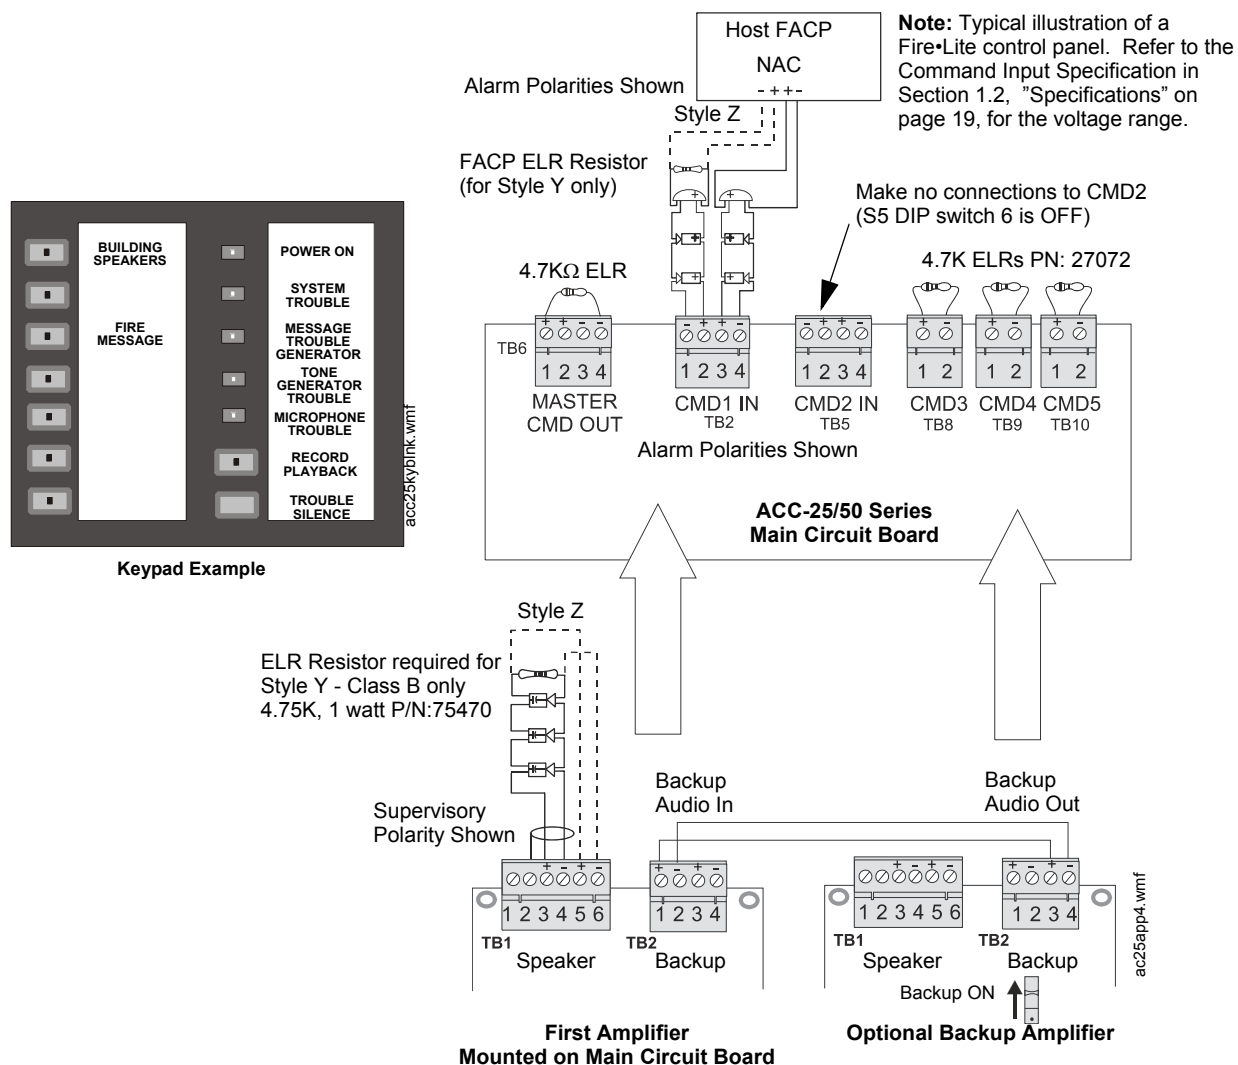 Host FACP
NAC
- + + -
Note: Typical illustration of a
Fire•Lite control panel. Refer to the
Command Input Specification in
Section 1.2, "Specifications" on
page 19, for the voltage range.
Alarm Polarities Shown
Style Z
FACP ELR Resistor
(for Style Y only)
Make no connections to CMD2
(S5 DIP switch 6 is OFF)
4.7KΩ ELR
4.7K ELRs PN: 27072
BUILDING
SPEAKERS
FIRE
MESSAGE
POWER ON
SYSTEM
TROUBLE
MESSAGE
TROUBLE
GENERATOR
TONE
GENERATOR
TROUBLE
MICROPHONE
TROUBLE
RECORD
PLAYBACK
TROUBLE
SILENCE
acc25kyblnk.wmf
Keypad Example
+ + - -
- + + -
- + + -
+ -
+ -
+ -
TB6
1 2 3 4
1 2 3 4
1 2 3 4
1 2
1 2
1 2
MASTER
CMD OUT
CMD1 IN
TB2
CMD2 IN
TB5
CMD3
TB8
CMD4
TB9
CMD5
TB10
Alarm Polarities Shown
ACC-25/50 Series
Main Circuit Board
Style Z
ELR Resistor required for
Style Y - Class B only
4.75K, 1 watt P/N:75470
Supervisory
Polarity Shown
Backup
Audio In
Backup
Audio Out
+ - + -
+ - + -
+ - + -
+ - + -
1 2 3 4 5 6
1 2 3 4
1 2 3 4 5 6
1 2 3 4
TB1
Speaker
TB2
Backup
TB1
Speaker
TB2
Backup
Backup ON
ac25app4.wmf
First Amplifier
Mounted on Main Circuit Board
Optional Backup Amplifier